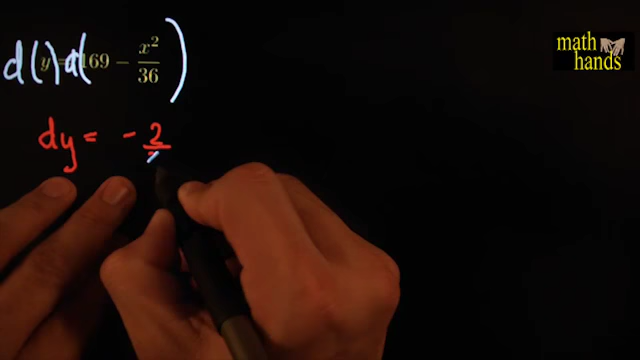 math
hands
d( y ) = d( 169 − x²/36 )
dy = - 2